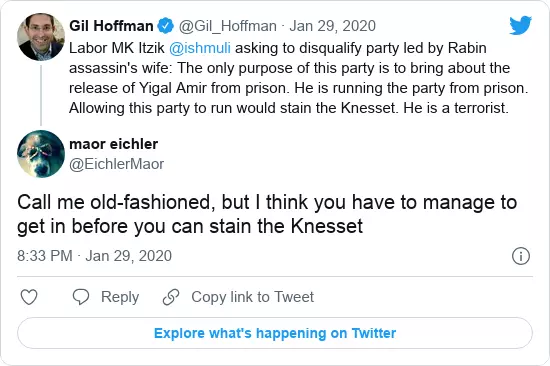 Gil Hoffman @Gil_Hoffman · Jan 29, 2020
Labor MK Itzik @ishmuli asking to disqualify party led by Rabin
assassin's wife: The only purpose of this party is to bring about the
release of Yigal Amir from prison. He is running the party from prison.
Allowing this party to run would stain the Knesset. He is a terrorist.
maor eichler
@EichlerMaor
Call me old-fashioned, but I think you have to manage to
get in before you can stain the Knesset
8:33 PM · Jan 29, 2020
Reply Copy link to Tweet
Explore what's happening on Twitter